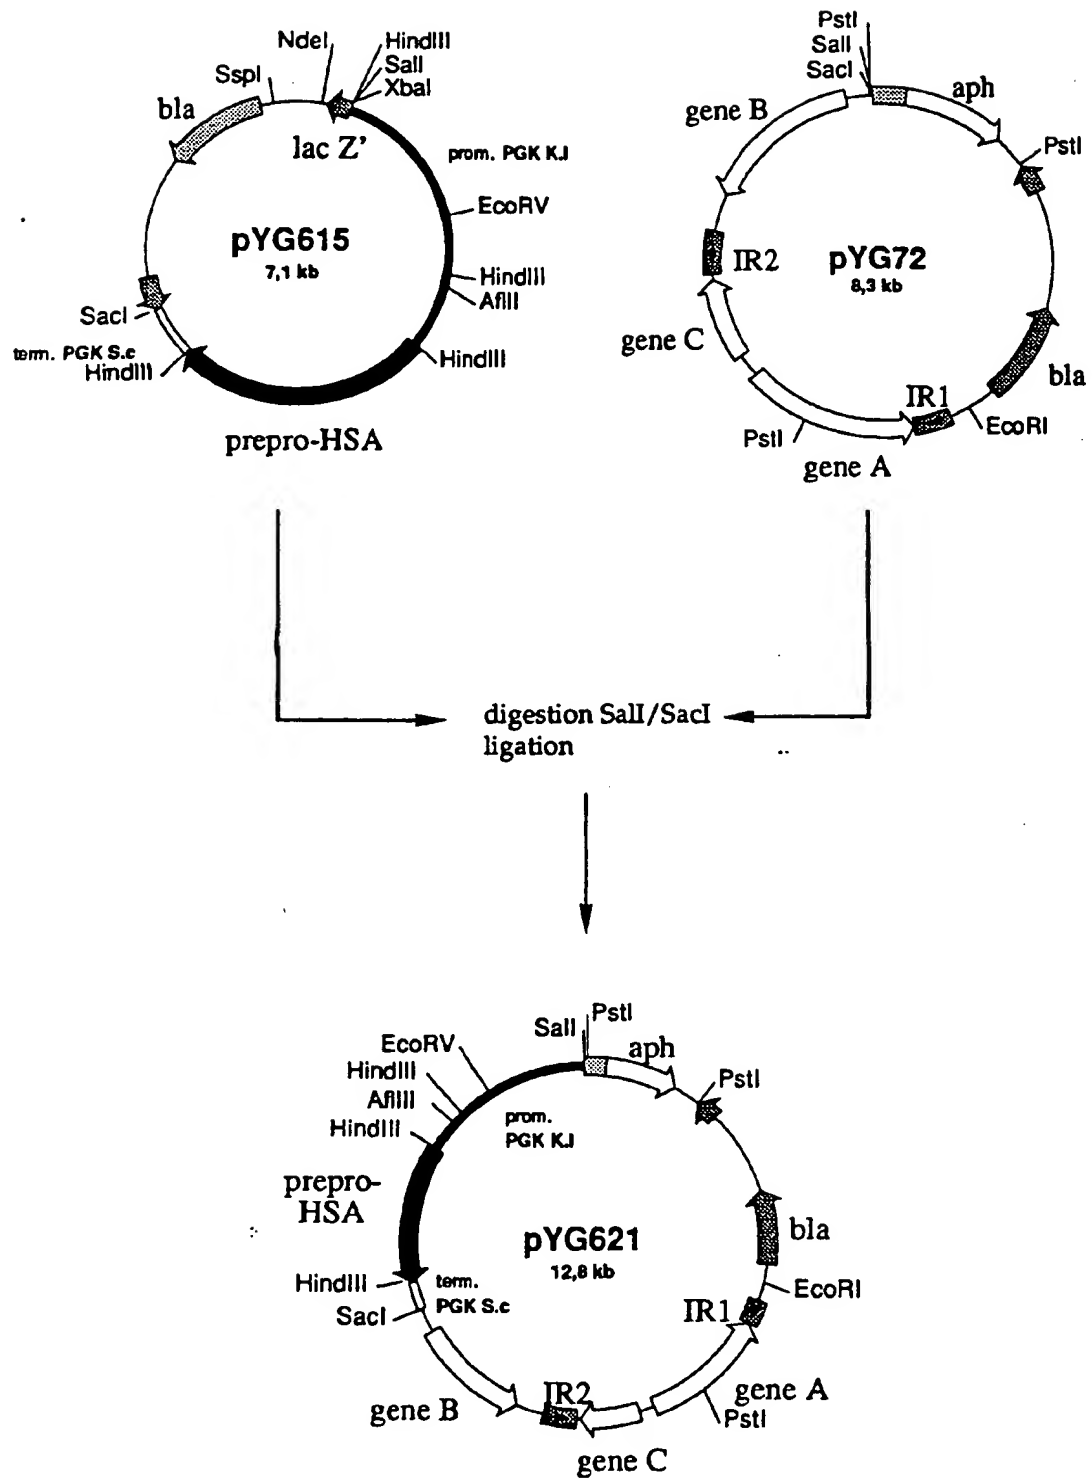 NdeI
HindIII
SalI
XbaI
SspI
bla
lac Z'
prom. PGK K.l
EcoRV
pYG615
7,1 kb
HindIII
AflII
SacI
term. PGK S.c
HindIII
HindIII
prepro-HSA
PstI
SalI
SacI
aph
gene B
PstI
IR2
pYG72
8,3 kb
gene C
bla
IR1
EcoRI
PstI
gene A
digestion SalI/SacI
ligation
SalI
PstI
EcoRV
aph
HindIII
PstI
AflIII
prom.
PGK K.l
HindIII
prepro-
HSA
bla
pYG621
12,8 kb
HindIII
term.
PGK S.c
EcoRI
SacI
IR1
gene B
IR2
gene A
PstI
gene C